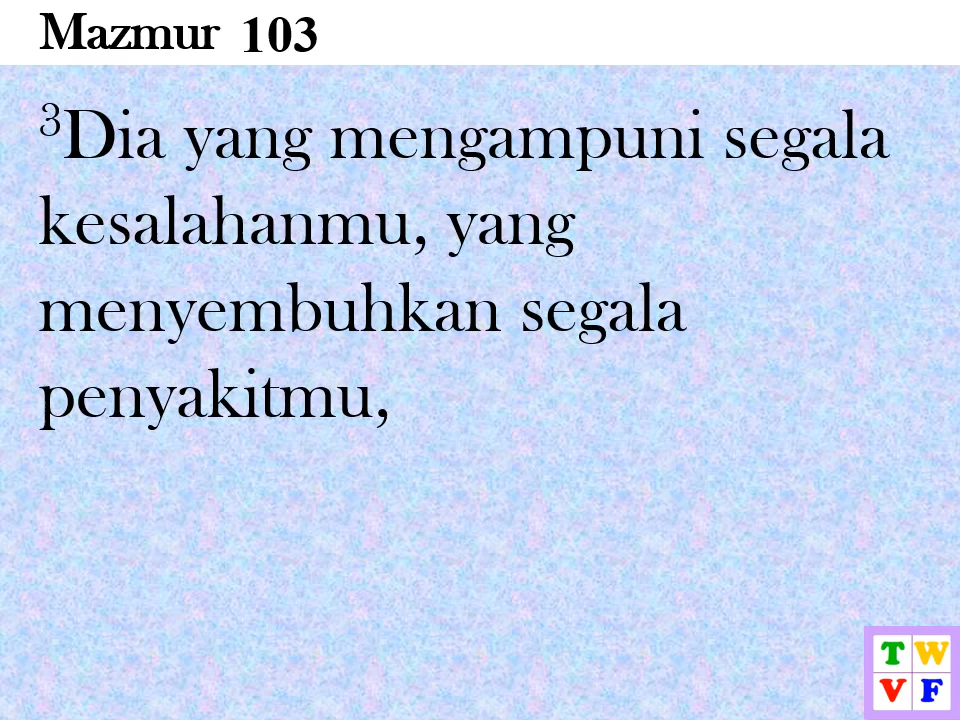 Mazmur 103
³Dia yang mengampuni segala
kesalahanmu, yang
menyembuhkan segala
penyakitmu,
T W
V F